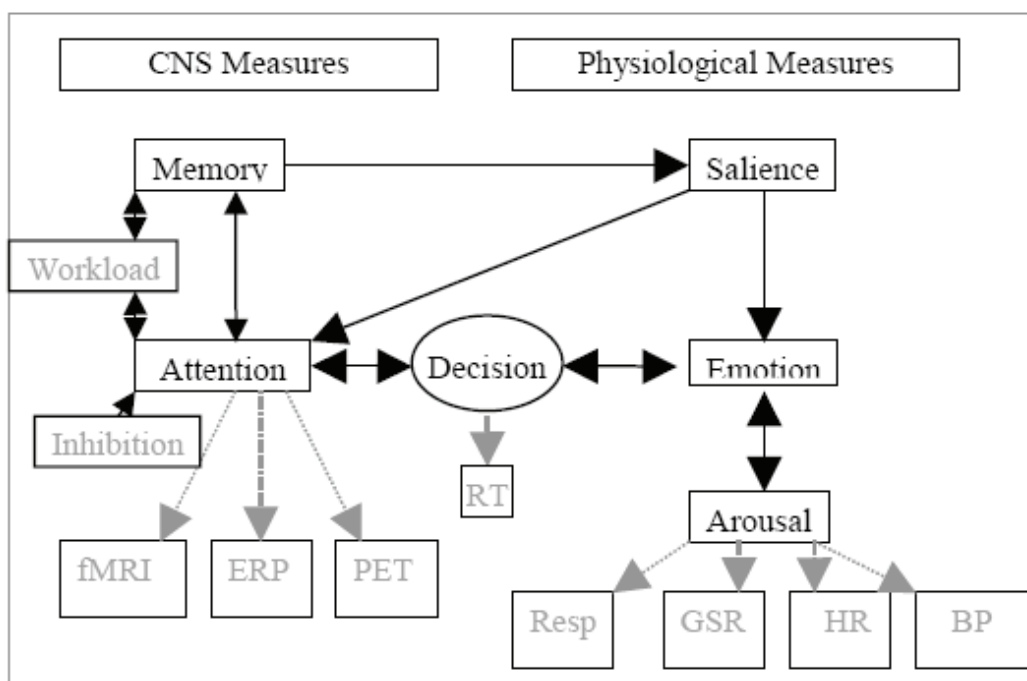 CNS Measures
Physiological Measures
Memory
Salience
Workload
Attention
Decision
Emotion
Inhibition
RT
Arousal
fMRI
ERP
PET
Resp
GSR
HR
BP